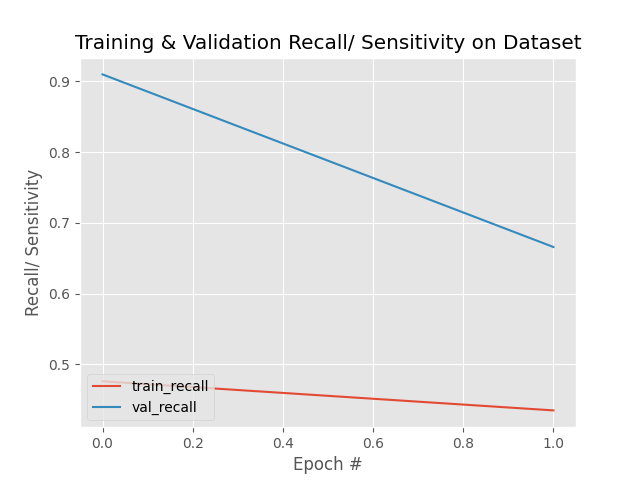 Training & Validation Recall/ Sensitivity on Dataset
Recall/ Sensitivity
0.9
0.8
0.7
0.6
0.5
train_recall
val_recall
0.0 0.2 0.4 0.6 0.8 1.0
Epoch #